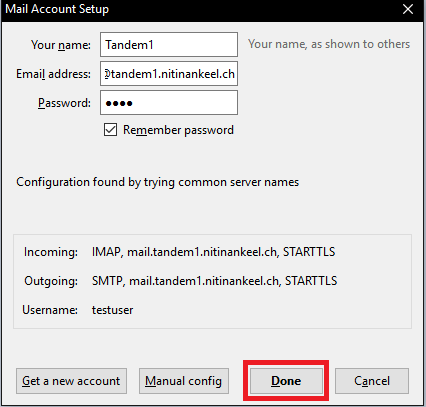 Mail Account Setup
Your name: Tandem1 Your name, as shown to others
Email address: @tandem1.nitinankeel.ch
Password: ●●●●
Remember password
Configuration found by trying common server names
Incoming: IMAP, mail.tandem1.nitinankeel.ch, STARTTLS
Outgoing: SMTP, mail.tandem1.nitinankeel.ch, STARTTLS
Username: testuser
Get a new account Manual config Done Cancel